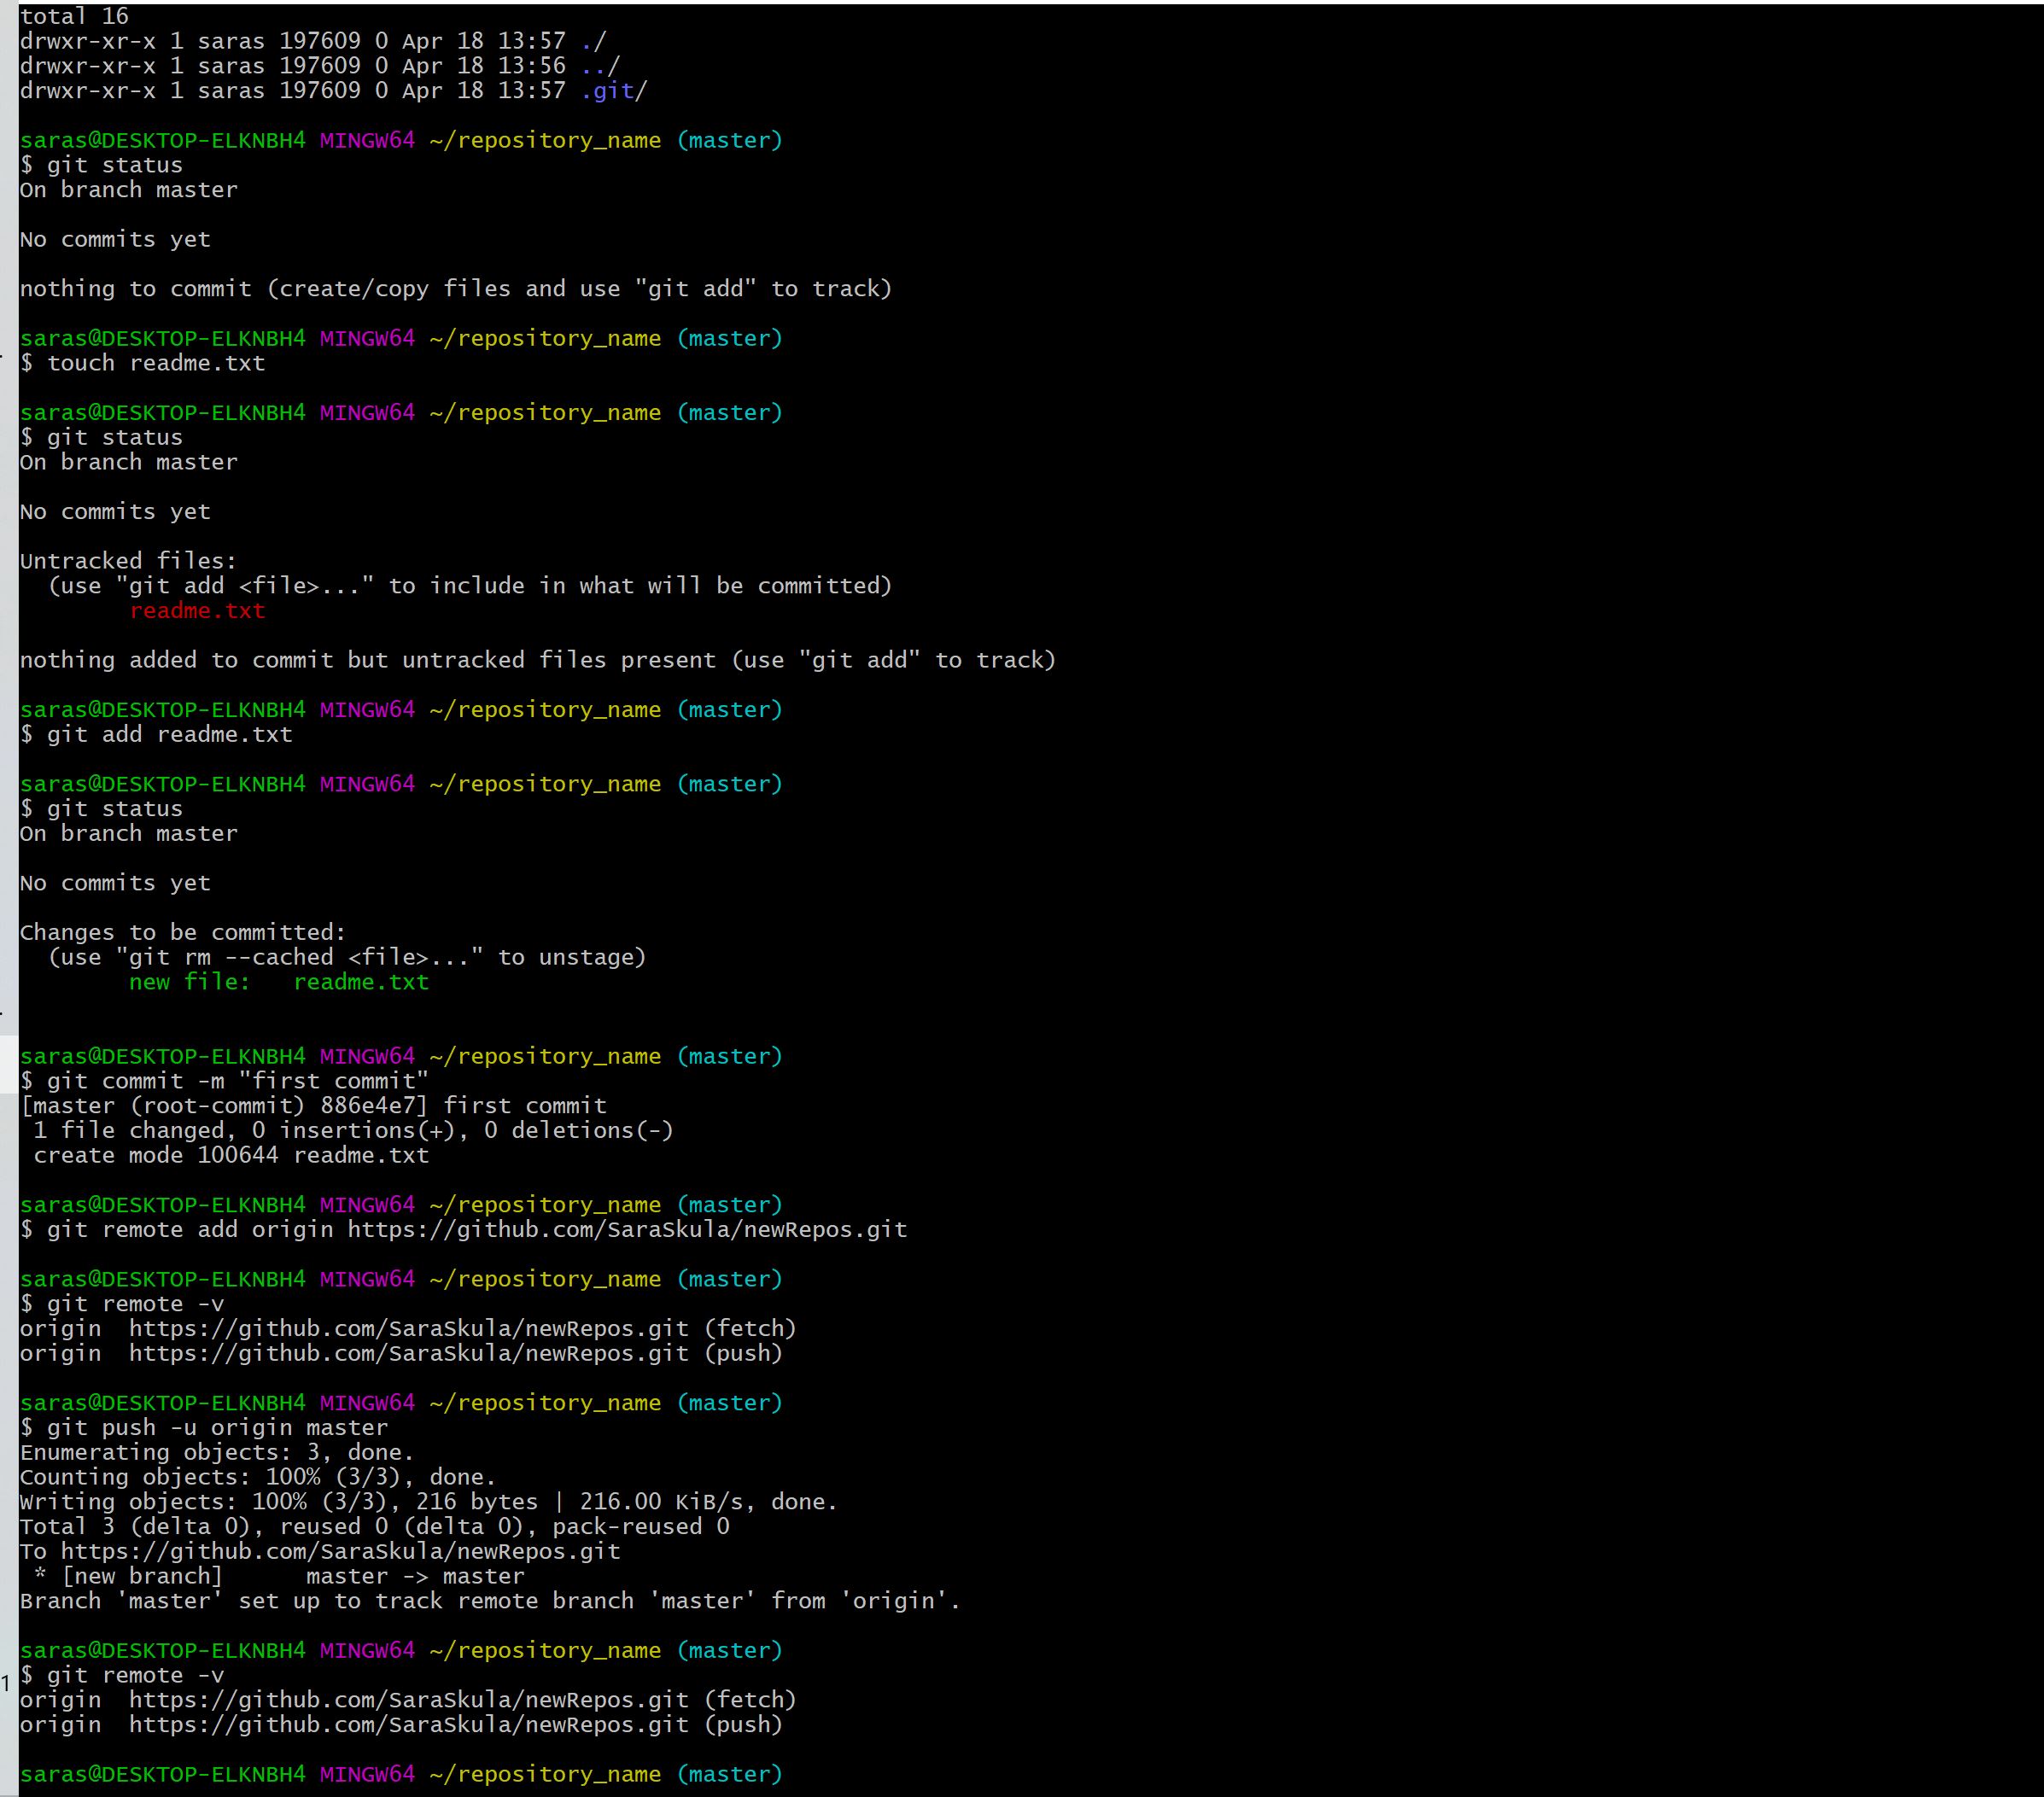 total 16
drwxr-xr-x 1 saras 197609 0 Apr 18 13:57 ./
drwxr-xr-x 1 saras 197609 0 Apr 18 13:56 ../
drwxr-xr-x 1 saras 197609 0 Apr 18 13:57 .git/

saras@DESKTOP-ELKNBH4 MINGW64 ~/repository_name (master)
$ git status
On branch master

No commits yet

nothing to commit (create/copy files and use "git add" to track)

saras@DESKTOP-ELKNBH4 MINGW64 ~/repository_name (master)
$ touch readme.txt

saras@DESKTOP-ELKNBH4 MINGW64 ~/repository_name (master)
$ git status
On branch master

No commits yet

Untracked files:
  (use "git add <file>..." to include in what will be committed)
        readme.txt

nothing added to commit but untracked files present (use "git add" to track)

saras@DESKTOP-ELKNBH4 MINGW64 ~/repository_name (master)
$ git add readme.txt

saras@DESKTOP-ELKNBH4 MINGW64 ~/repository_name (master)
$ git status
On branch master

No commits yet

Changes to be committed:
  (use "git rm --cached <file>..." to unstage)
        new file:   readme.txt


saras@DESKTOP-ELKNBH4 MINGW64 ~/repository_name (master)
$ git commit -m "first commit"
[master (root-commit) 886e4e7] first commit
 1 file changed, 0 insertions(+), 0 deletions(-)
 create mode 100644 readme.txt

saras@DESKTOP-ELKNBH4 MINGW64 ~/repository_name (master)
$ git remote add origin https://github.com/SaraSkula/newRepos.git

saras@DESKTOP-ELKNBH4 MINGW64 ~/repository_name (master)
$ git remote -v
origin  https://github.com/SaraSkula/newRepos.git (fetch)
origin  https://github.com/SaraSkula/newRepos.git (push)

saras@DESKTOP-ELKNBH4 MINGW64 ~/repository_name (master)
$ git push -u origin master
Enumerating objects: 3, done.
Counting objects: 100% (3/3), done.
Writing objects: 100% (3/3), 216 bytes | 216.00 KiB/s, done.
Total 3 (delta 0), reused 0 (delta 0), pack-reused 0
To https://github.com/SaraSkula/newRepos.git
 * [new branch]      master -> master
Branch 'master' set up to track remote branch 'master' from 'origin'.

saras@DESKTOP-ELKNBH4 MINGW64 ~/repository_name (master)
1 $ git remote -v
origin  https://github.com/SaraSkula/newRepos.git (fetch)
origin  https://github.com/SaraSkula/newRepos.git (push)

saras@DESKTOP-ELKNBH4 MINGW64 ~/repository_name (master)